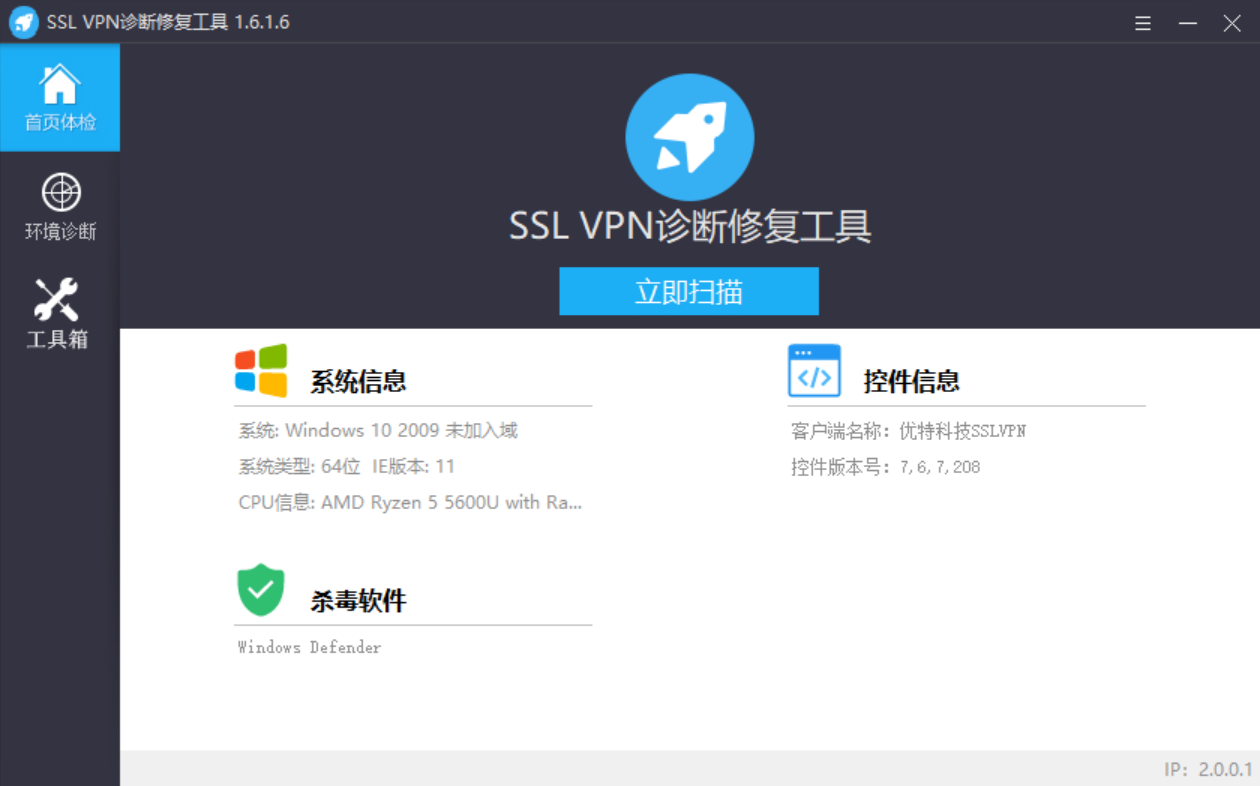 SSL VPN诊断修复工具 1.6.1.6
首页体检
环境诊断
工具箱
SSL VPN诊断修复工具
立即扫描
系统信息
系统: Windows 10 2009 未加入域
系统类型: 64位 IE版本: 11
CPU信息: AMD Ryzen 5 5600U with Ra...
控件信息
客户端名称: 优特科技SSLVPN
控件版本号: 7,6,7,208
杀毒软件
Windows Defender
IP: 2.0.0.1